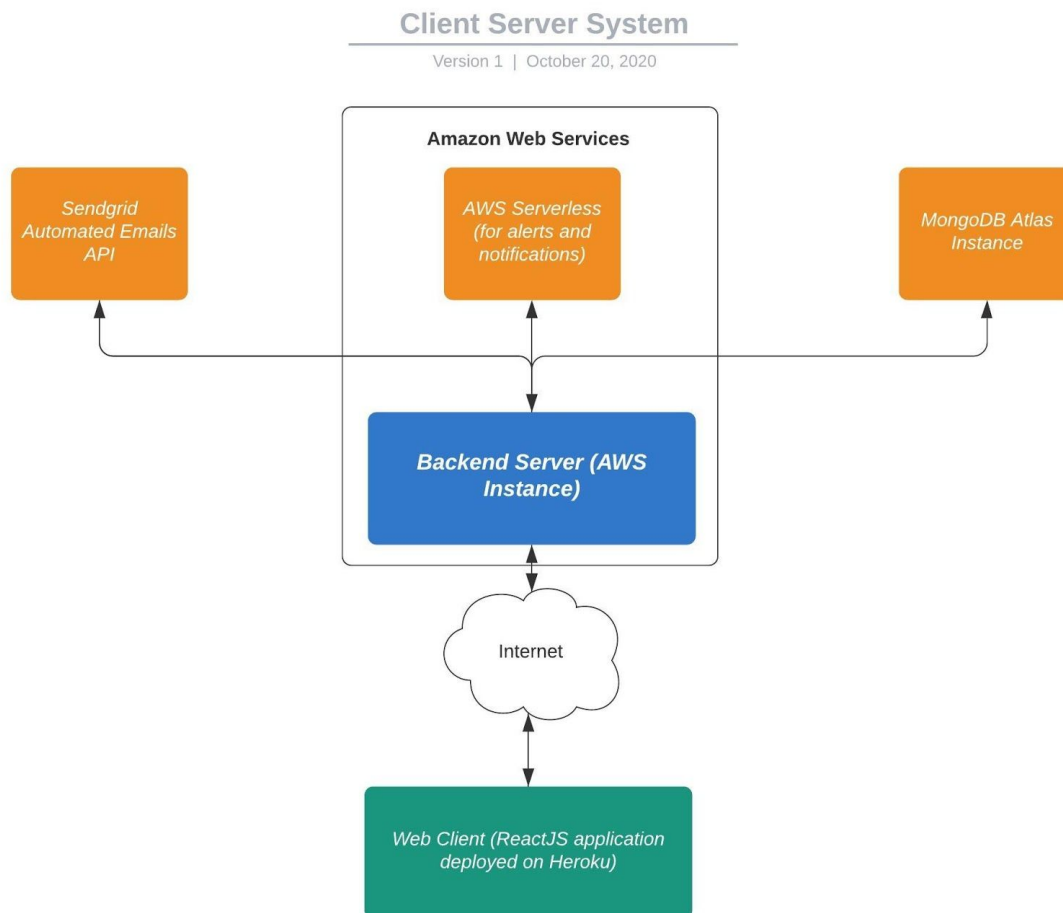 Client Server System
Version 1 | October 20, 2020
Amazon Web Services
Sendgrid
Automated Emails
API
AWS Serverless
(for alerts and
notifications)
MongoDB Atlas
Instance
Backend Server (AWS
Instance)
Internet
Web Client (ReactJS application
deployed on Heroku)